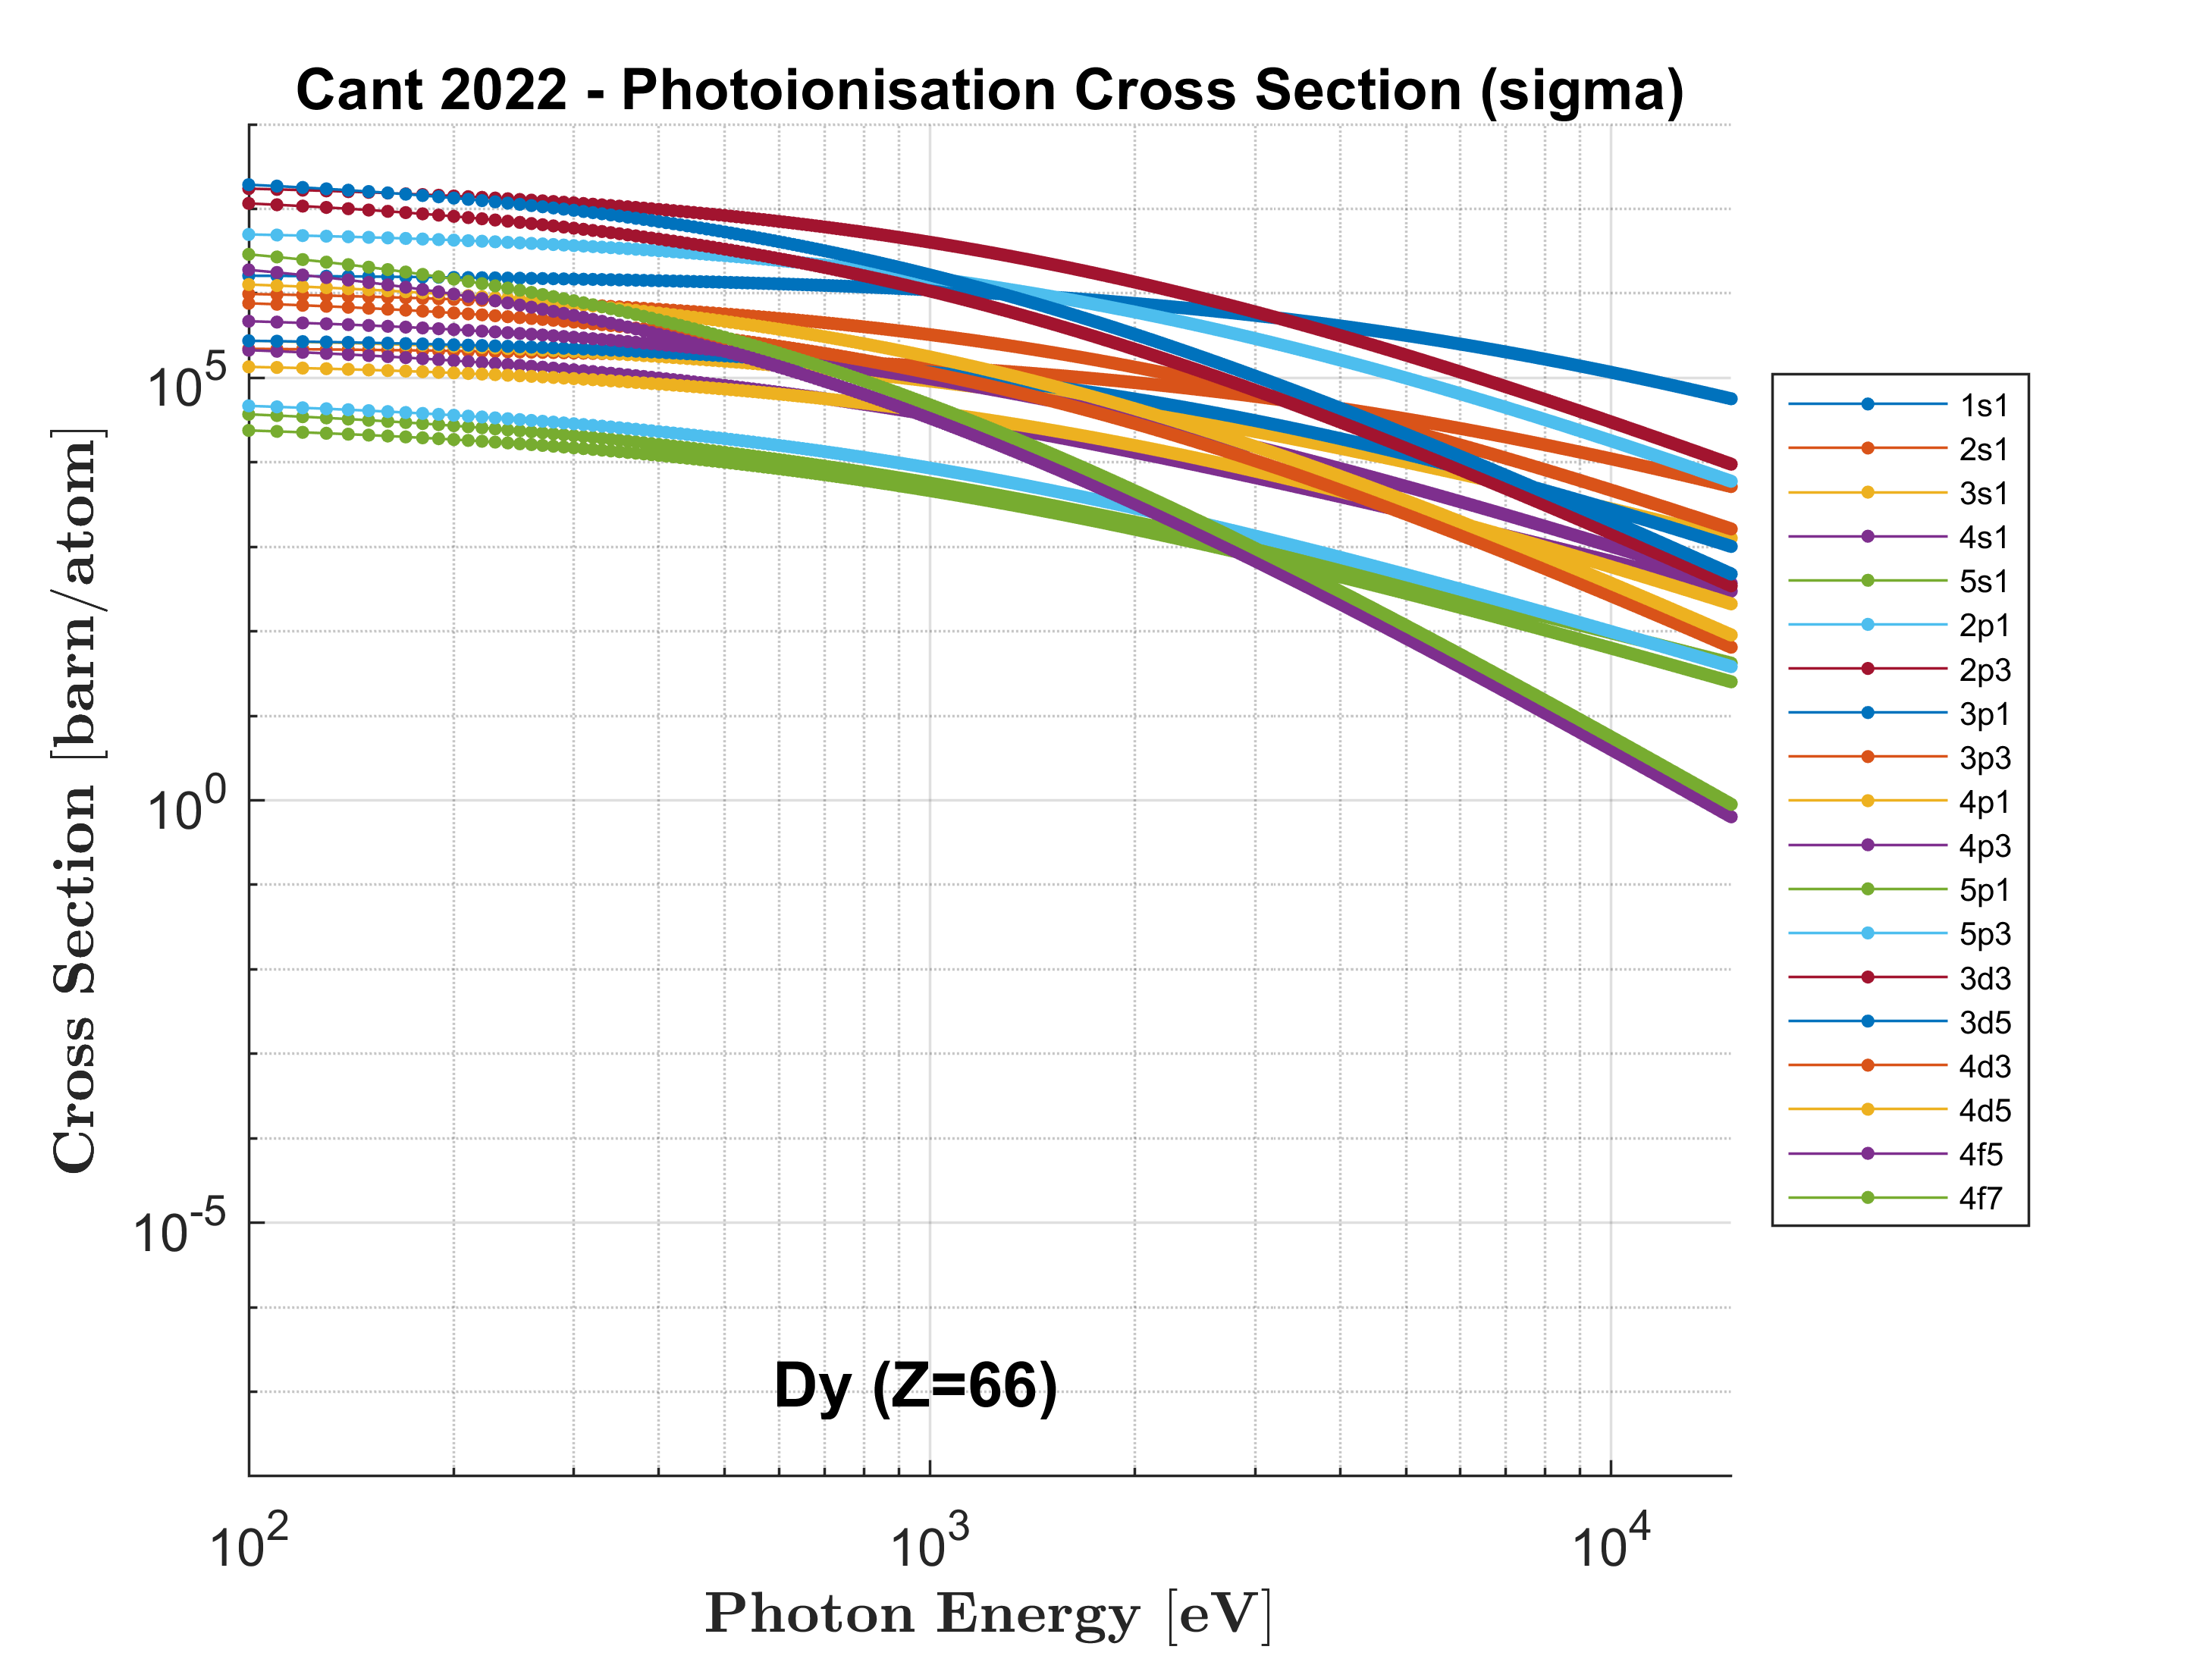 Cant 2022 - Photoionisation Cross Section (sigma)
Cross Section [barn/atom]
10^5
10^0
10^-5
Dy (Z=66)
10^2
10^3
10^4
Photon Energy [eV]
1s1
2s1
3s1
4s1
5s1
2p1
2p3
3p1
3p3
4p1
4p3
5p1
5p3
3d3
3d5
4d3
4d5
4f5
4f7